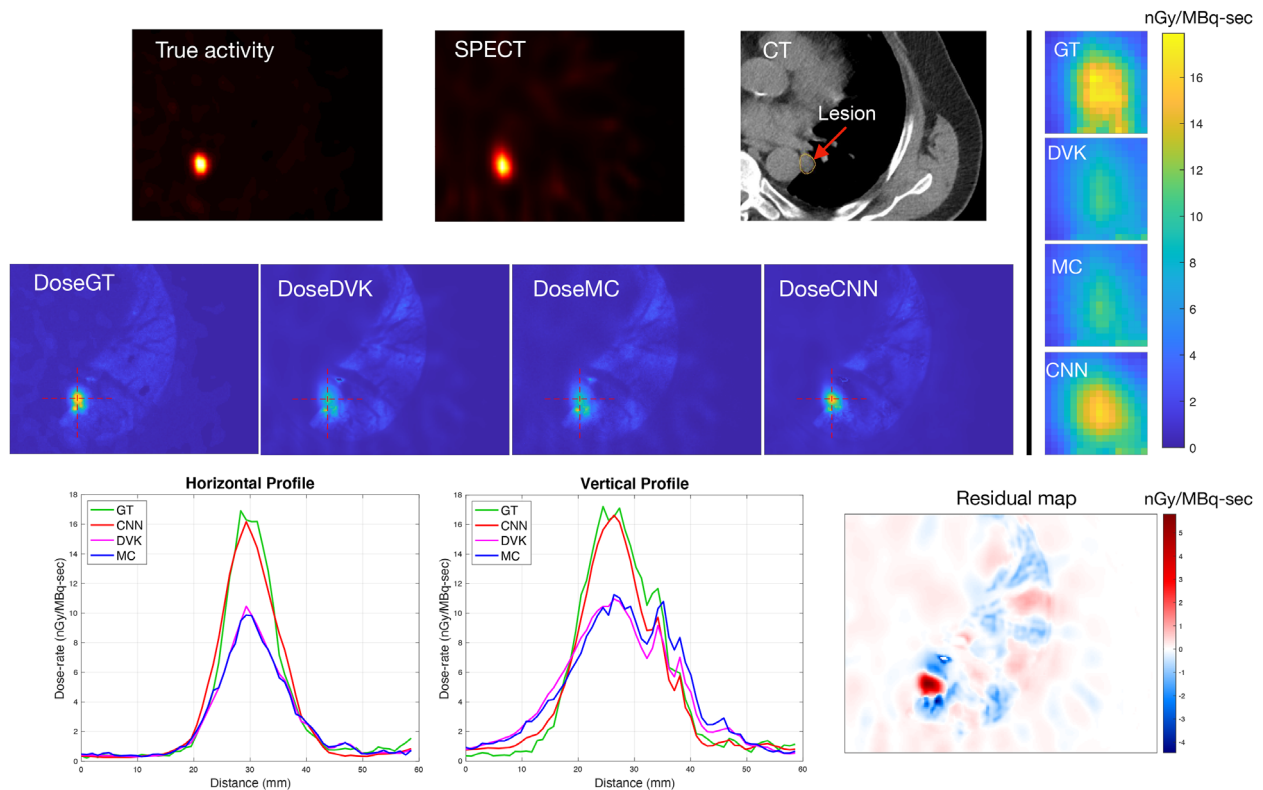 nGy/MBq-sec
True activity
SPECT
CT
Lesion
GT
DVK
MC
CNN
16
14
12
10
8
6
4
2
0
DoseGT
DoseDVK
DoseMC
DoseCNN
Horizontal Profile
Dose-rate (nGy/MBq-sec)
18
16
14
12
10
8
6
4
2
0
GT
CNN
DVK
MC
0
10
20
30
40
50
60
Distance (mm)
Vertical Profile
Dose-rate (nGy/MBq-sec)
18
16
14
12
10
8
6
4
2
0
GT
CNN
DVK
MC
0
10
20
30
40
50
60
Distance (mm)
Residual map
nGy/MBq-sec
5
4
3
2
1
0
-1
-2
-3
-4